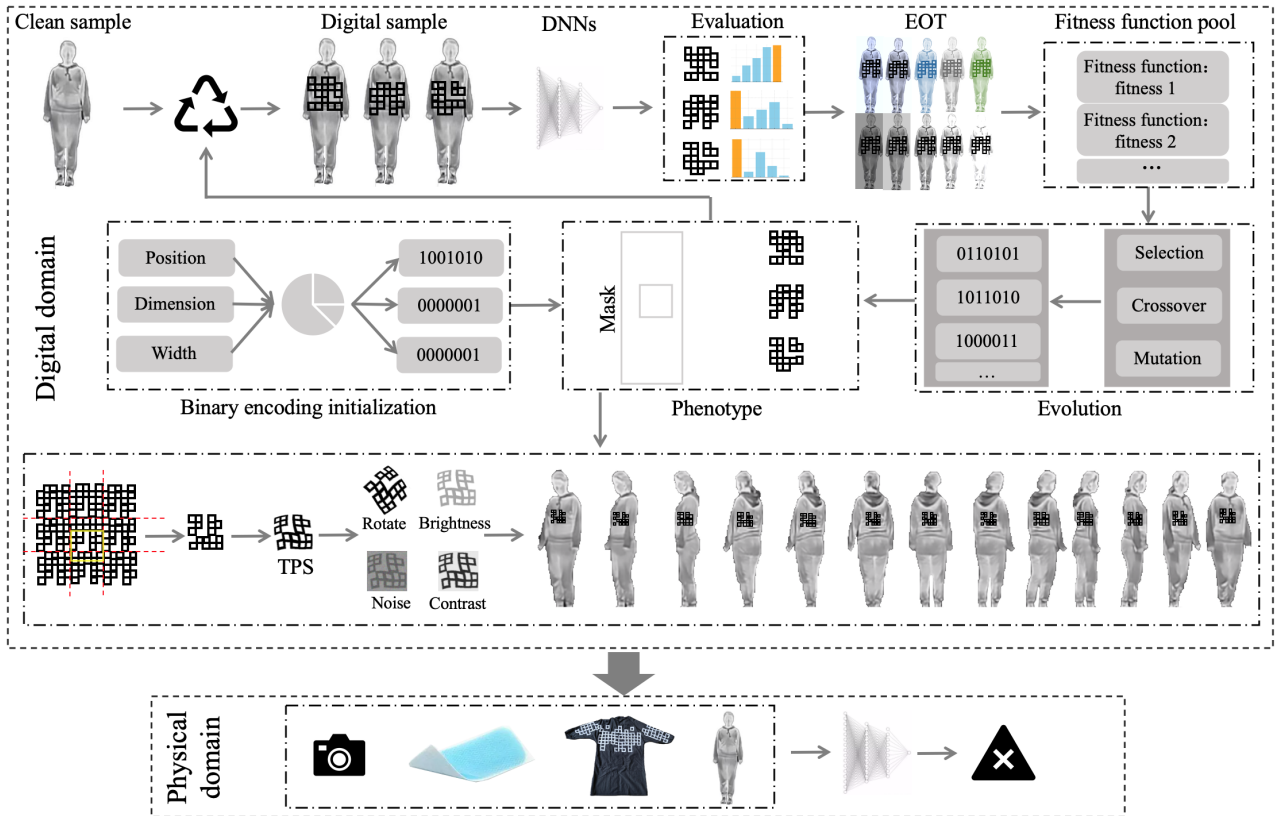 Clean sample
Digital sample
DNNs
Evaluation
EOT
Fitness function pool
Fitness function：
fitness 1
Fitness function：
fitness 2
...
Digital domain
Position
Dimension
Width
1001010
0000001
0000001
Binary encoding initialization
Mask
Phenotype
0110101
1011010
1000011
...
Selection
Crossover
Mutation
Evolution
TPS
Rotate
Brightness
Noise
Contrast
Physical
domain